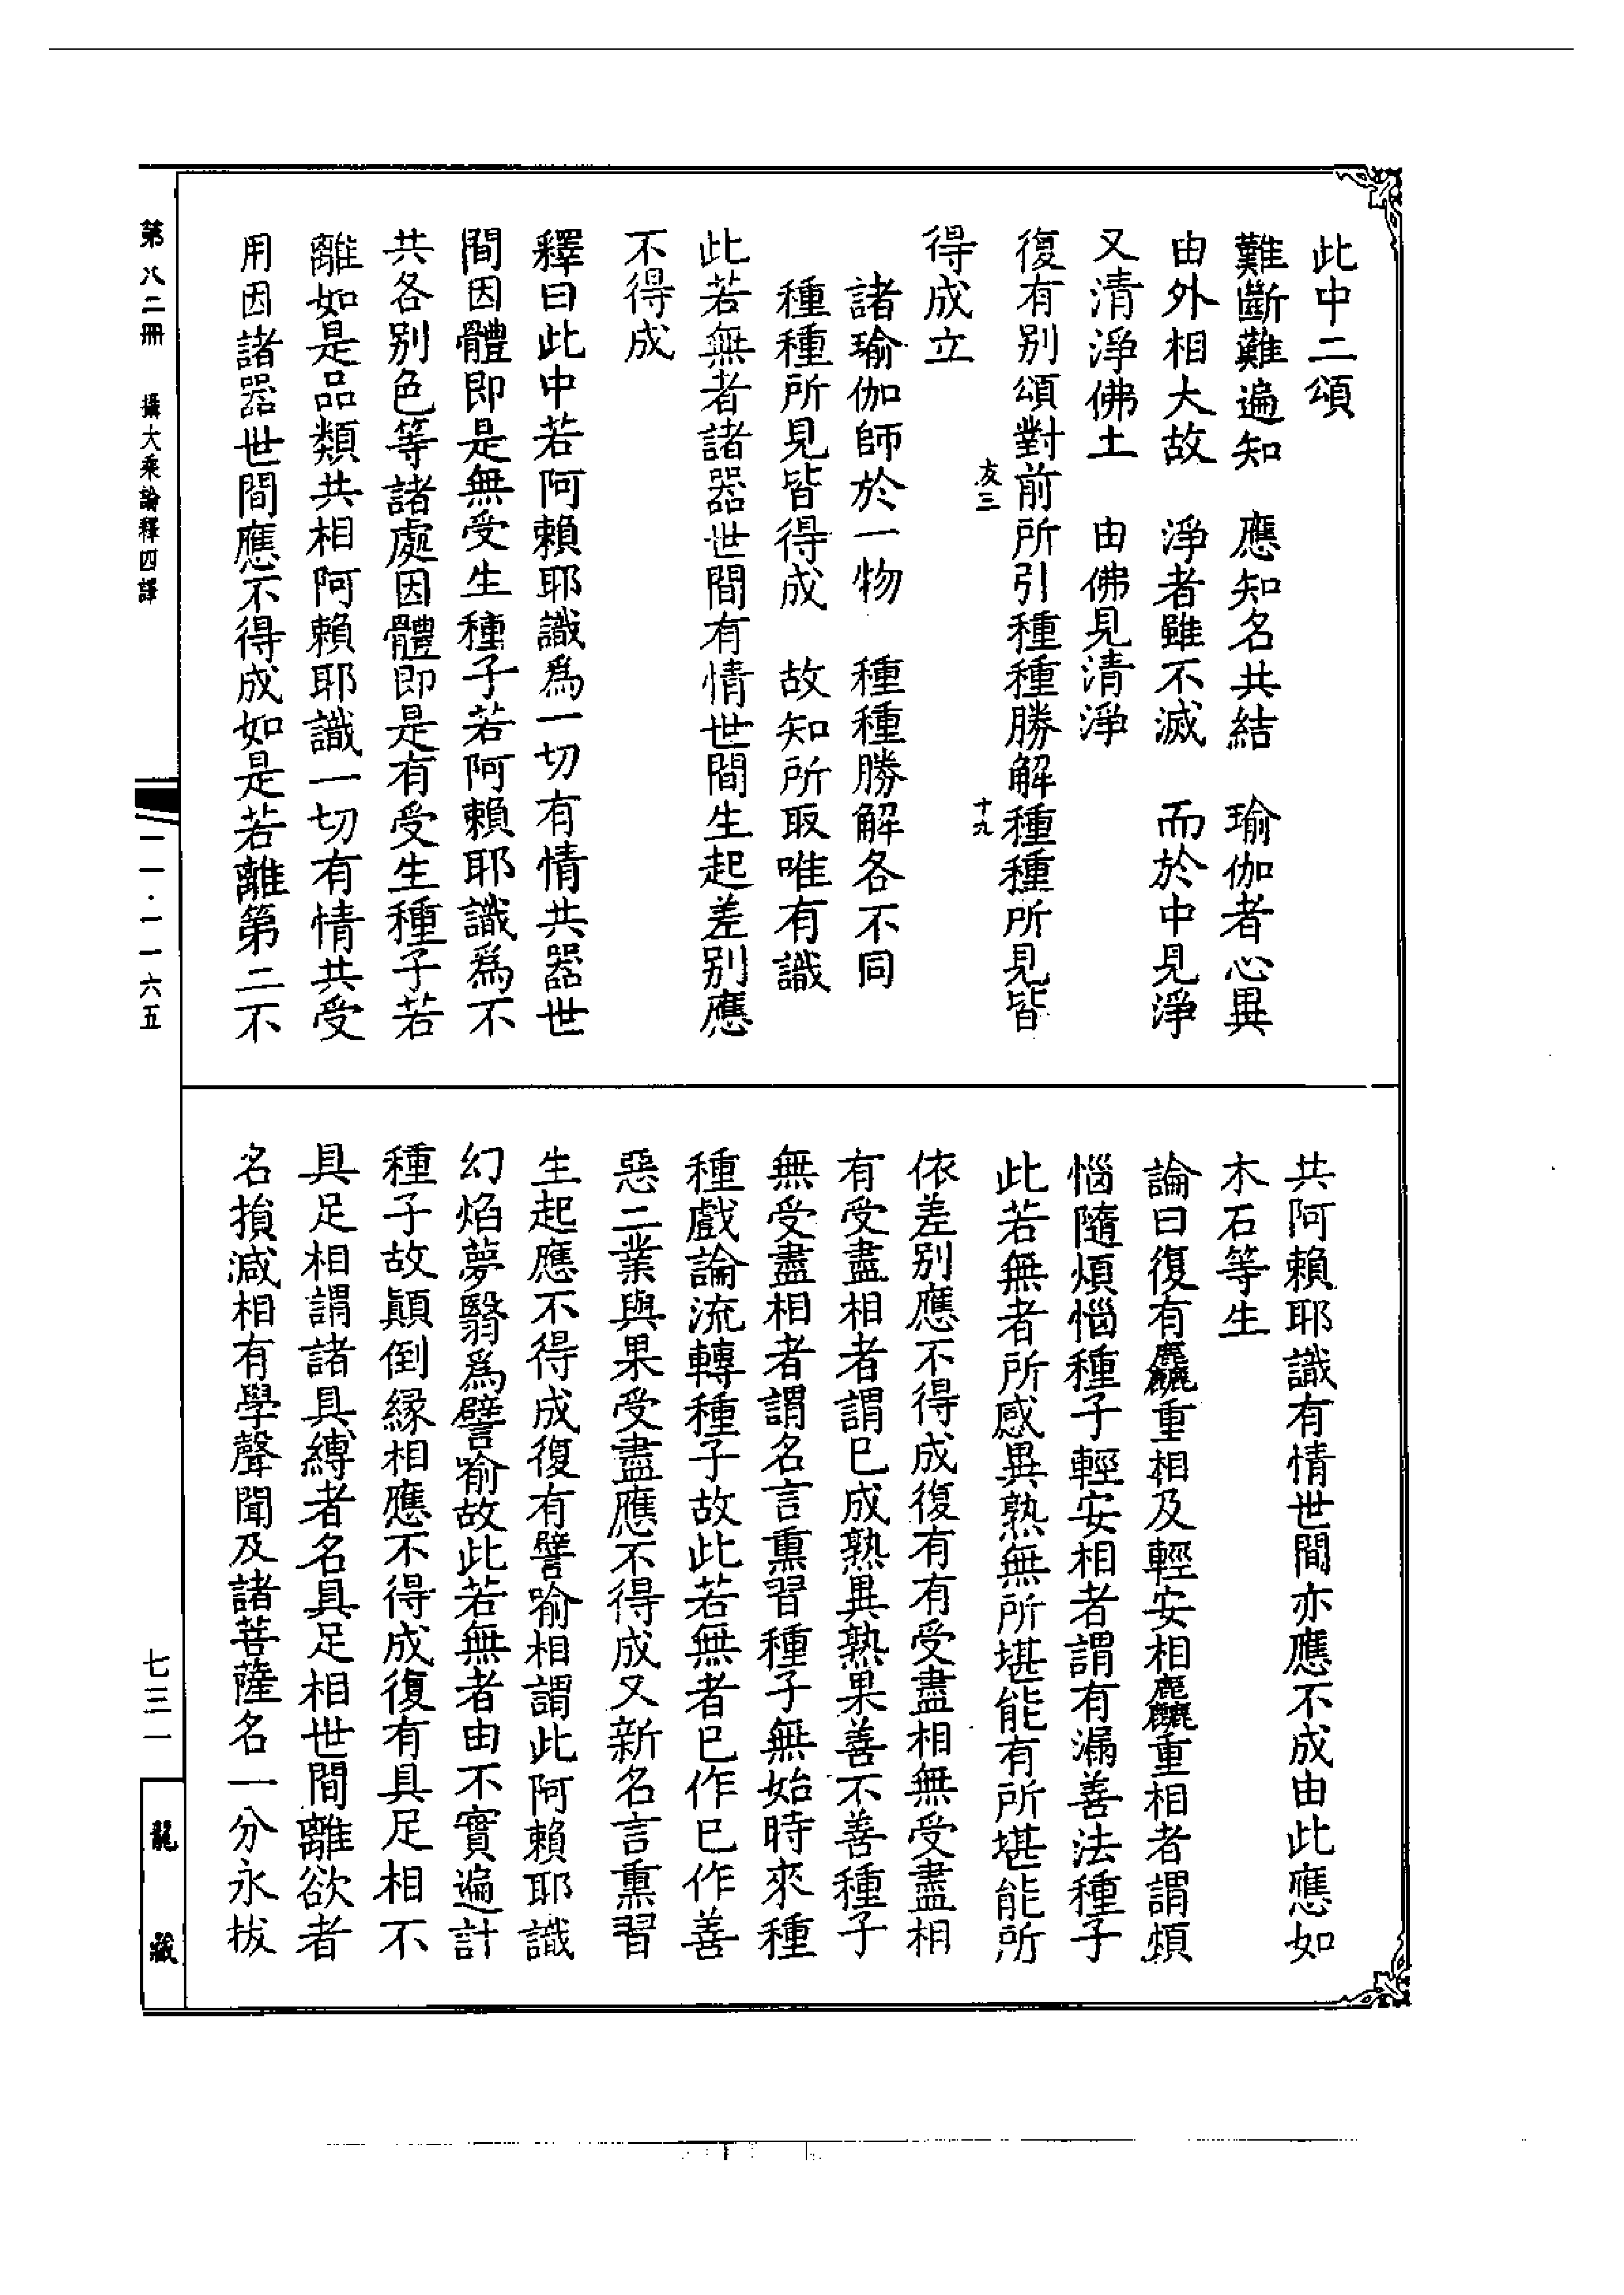 此中二頌
難斷難遍知　應知名共結　瑜伽者心異
由外相大故　淨者雖不滅　而於中見淨
又清淨佛土　由佛見清淨
復有別頌對前所引種種勝解種種所見皆
友三　十九
得成立
諸瑜伽師於一物　種種勝解各不同
種種所見皆得成　故知所取唯有識
此若無者諸器世間有情世間生起差別應
不得成
釋曰此中若阿賴耶識爲一切有情共器世
間因體即是無受生種子若阿賴耶識爲不
共各別色等諸處因體即是有受生種子若
離如是品類共相阿賴耶識一切有情共受
用因諸器世間應不得成如是若離第二不
共阿賴耶識有情世間亦應不成由此應如
木石等生
論曰復有麤重相及輕安相麤重相者謂煩
惱隨煩惱種子輕安相者謂有漏善法種子
此若無者所感異熟無所堪能有所堪能所
依差別應不得成復有有受盡相無受盡相
有受盡相者謂已成熟異熟果善不善種子
無受盡相者謂名言熏習種子無始時來種
種戲論流轉種子故此若無者已作已作善
惡二業與果受盡應不得成又新名言熏習
生起應不得成復有譬喻相謂此阿賴耶識
幻焰夢翳爲譬喻故此若無者由不實遍計
種子故顛倒緣相應不得成復有具足相不
具足相謂諸具縛者名具足相世間離欲者
名損減相有學聲聞及諸菩薩名一分永拔
第八二冊　攝大乘論釋四譯
一一·一一六五
七三一
龍藏